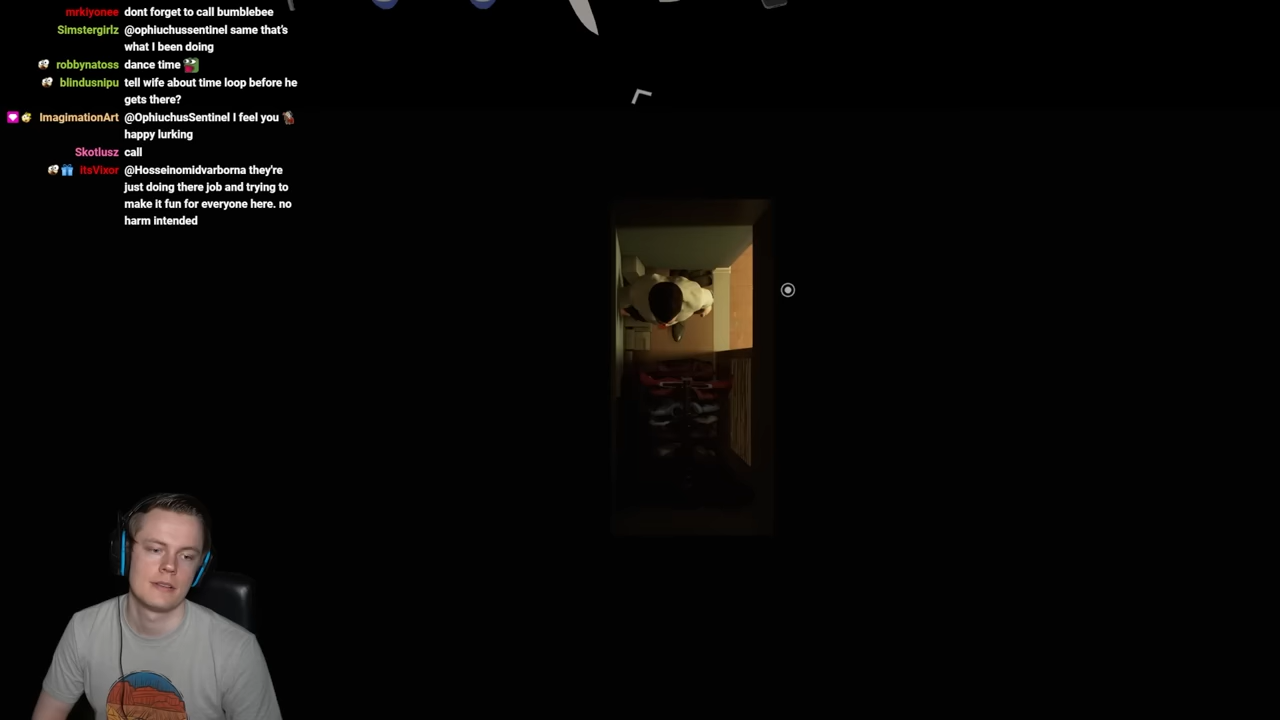 mrkiyonee dont forget to call bumblebee
Simstergirlz @ophiuchussentinel same that's
what I been doing
robbynatoss dance time
blindusnipu tell wife about time loop before he
gets there?
ImagimationArt @OphiuchusSentinel I feel you
happy lurking
Skotlusz call
itsVixor @Hosseinomidvarborna they're
just doing there job and trying to
make it fun for everyone here. no
harm intended